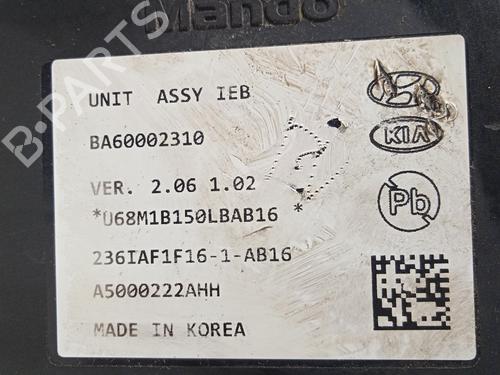 Mando
B-PARTS
UNIT ASSY IEB
BA60002310
KIA
VER. 2.06 1.02
*U68M1B150LBAB16 *
Pb
236IAF1F16-1-AB16
A5000222AHH
MADE IN KOREA